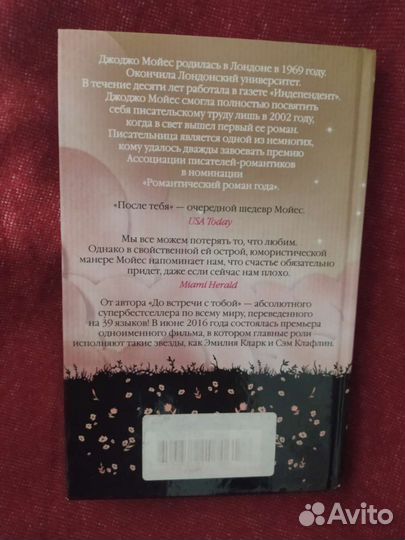 Джоджо Мойес родилась в Лондоне в 1969 году.
Окончила Лондонский университет.
В течение десяти лет работала в газете «Индепендент».
Джоджо Мойес смогла полностью посвятить
себя писательскому труду лишь в 2002 году,
когда в свет вышел первый ее роман.
Писательница является одной из немногих,
кому удалось дважды завоевать премию
Ассоциации писателей-романтиков
в номинации
«Романтический роман года».
«После тебя» — очередной шедевр Мойес.
USA Today
Мы все можем потерять то, что любим.
Однако в свойственной ей острой, юмористической
манере Мойес напоминает нам, что счастье обязательно
придет, даже если сейчас нам плохо.
Miami Herald
От автора «До встречи с тобой» — абсолютного
супербестселлера по всему миру, переведенного
на 39 языков! В июне 2016 года состоялась премьера
одноименного фильма, в котором главные роли
исполняют такие звезды, как Эмилия Кларк и Сэм Клафлин.
Avito